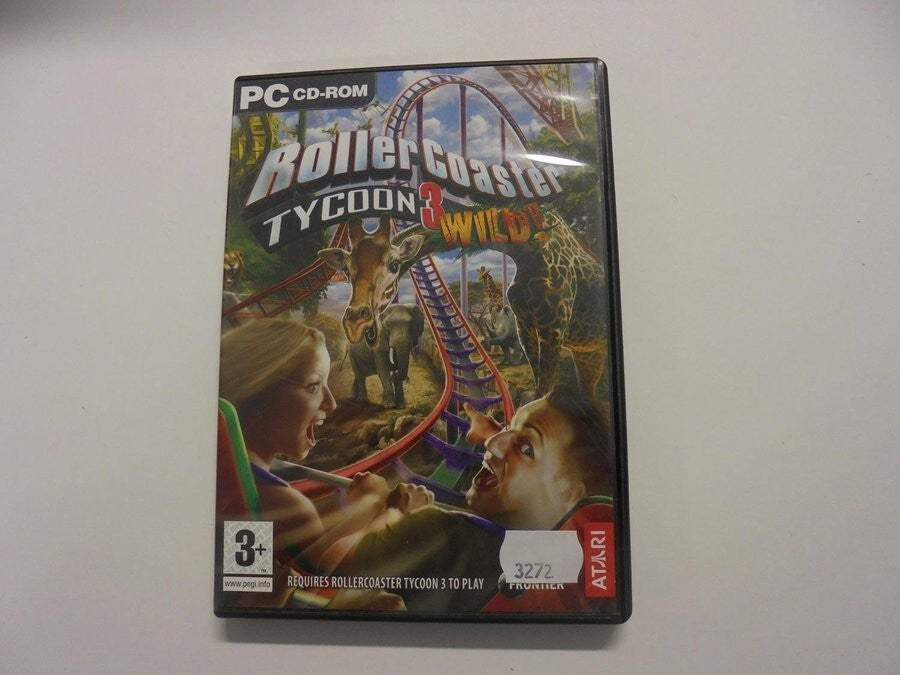 PC CD-ROM
RollerCoaster
TYCOON 3
WILD!
3+
TM
www.pegi.info
REQUIRES ROLLERCOASTER TYCOON 3 TO PLAY
3272
FRONTIER
ATARI